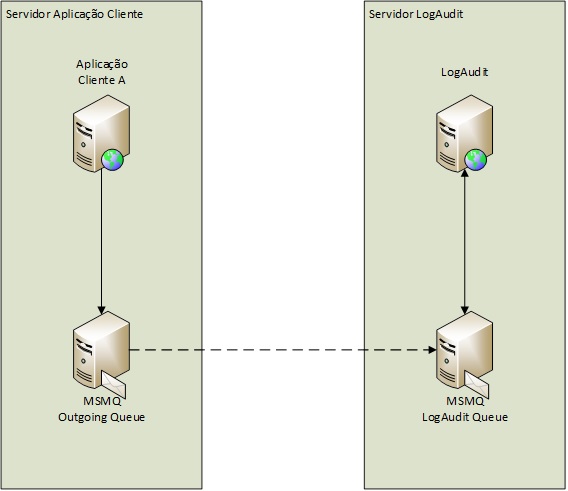 Servidor Aplicação Cliente
Aplicação
Cliente A
MSMQ
Outgoing Queue
Servidor LogAudit
LogAudit
MSMQ
LogAudit Queue